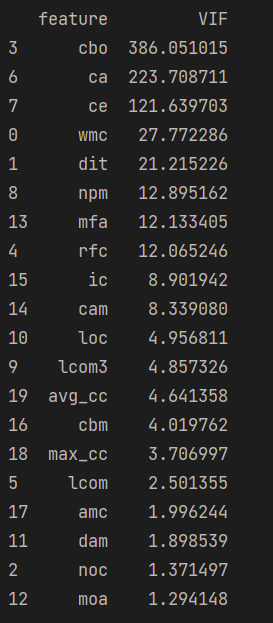 feature VIF
3 cbo 386.051015
6 ca 223.708711
7 ce 121.639703
0 wmc 27.772286
1 dit 21.215226
8 npm 12.895162
13 mfa 12.133405
4 rfc 12.065246
15 ic 8.901942
14 cam 8.339080
10 loc 4.956811
9 lcom3 4.857326
19 avg_cc 4.641358
16 cbm 4.019762
18 max_cc 3.706997
5 lcom 2.501355
17 amc 1.996244
11 dam 1.898539
2 noc 1.371497
12 moa 1.294148